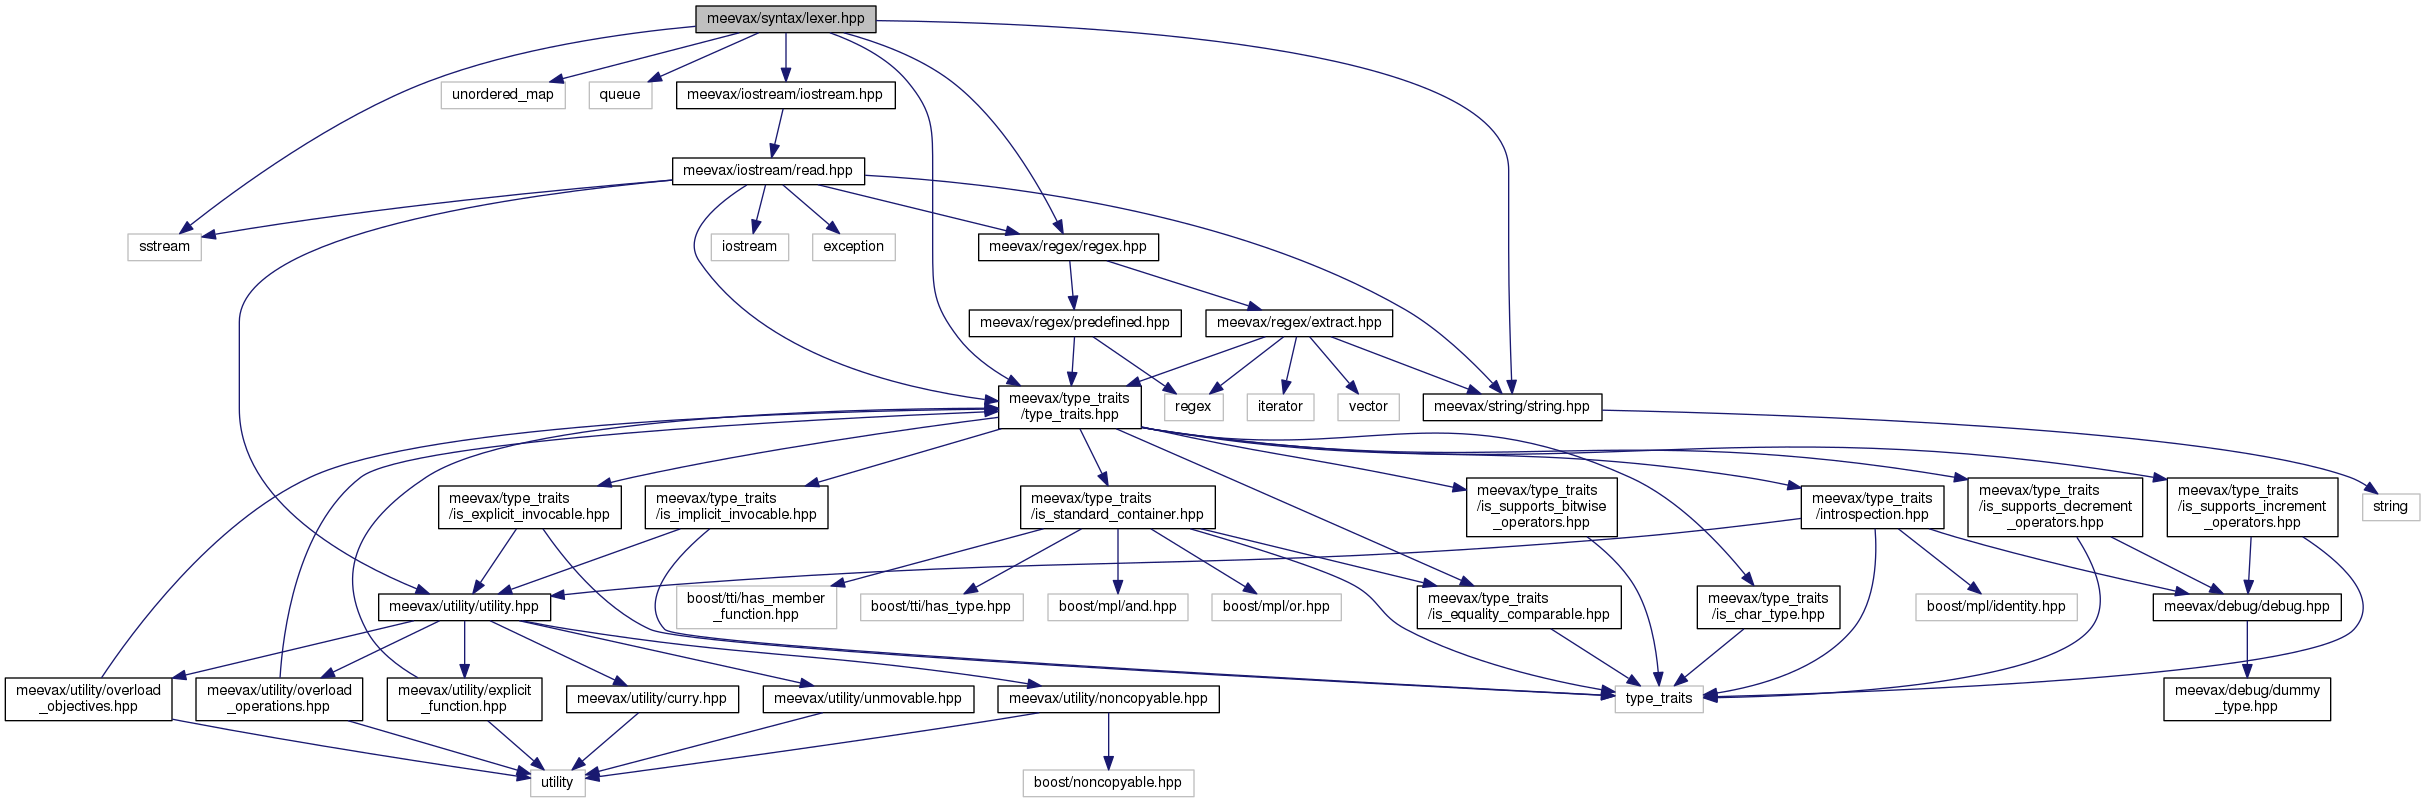 meevax/syntax/lexer.hpp
unordered_map
queue
meevax/iostream/iostream.hpp
meevax/iostream/read.hpp
sstream
iostream
exception
meevax/regex/regex.hpp
meevax/regex/predefined.hpp
meevax/regex/extract.hpp
meevax/type_traits
/type_traits.hpp
regex
iterator
vector
meevax/string/string.hpp
meevax/type_traits
/is_explicit_invocable.hpp
meevax/type_traits
/is_implicit_invocable.hpp
meevax/type_traits
/is_standard_container.hpp
meevax/type_traits
/is_supports_bitwise
_operators.hpp
meevax/type_traits
/introspection.hpp
meevax/type_traits
/is_supports_decrement
_operators.hpp
meevax/type_traits
/is_supports_increment
_operators.hpp
string
meevax/utility/utility.hpp
boost/tti/has_member
_function.hpp
boost/tti/has_type.hpp
boost/mpl/and.hpp
boost/mpl/or.hpp
meevax/type_traits
/is_equality_comparable.hpp
meevax/type_traits
/is_char_type.hpp
boost/mpl/identity.hpp
meevax/debug/debug.hpp
meevax/utility/overload
_objectives.hpp
meevax/utility/overload
_operations.hpp
meevax/utility/explicit
_function.hpp
meevax/utility/curry.hpp
meevax/utility/unmovable.hpp
meevax/utility/noncopyable.hpp
type_traits
meevax/debug/dummy
_type.hpp
utility
boost/noncopyable.hpp